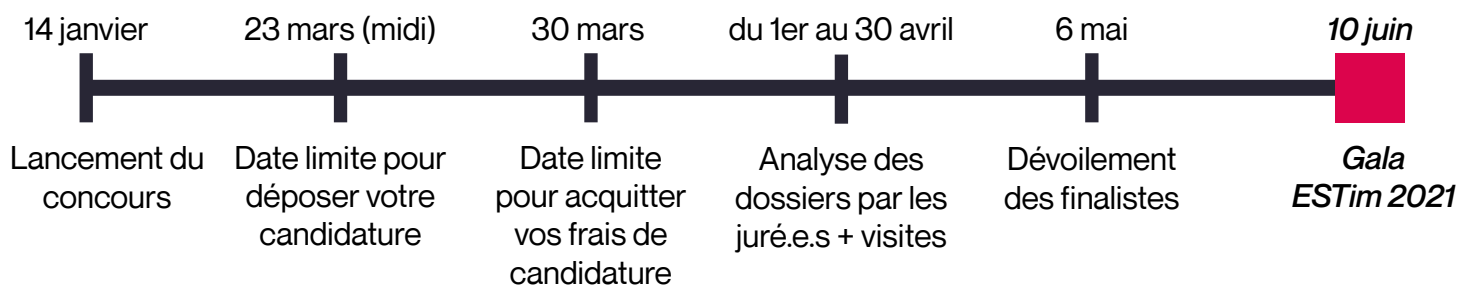 14 janvier
23 mars (midi)
30 mars
du 1er au 30 avril
6 mai
10 juin
Lancement du
concours
Date limite pour
déposer votre
candidature
Date limite
pour acquitter
vos frais de
candidature
Analyse des
dossiers par les
juré.e.s + visites
Dévoilement
des finalistes
Gala
ESTim 2021